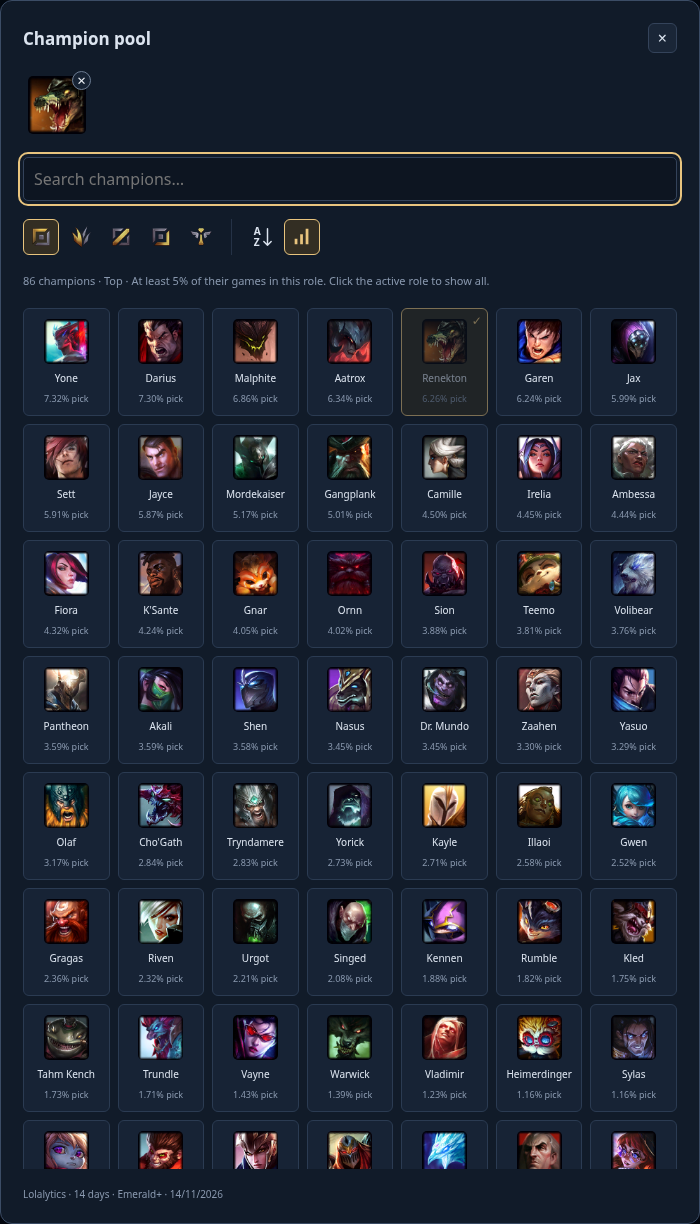 Champion pool
Search champions...
A
Z
86 champions · Top · At least 5% of their games in this role. Click the active role to show all.
Yone Darius Malphite Aatrox Renekton Garen Jax
7.32% pick 7.30% pick 6.86% pick 6.34% pick 6.26% pick 6.24% pick 5.99% pick
Sett Jayce Mordekaiser Gangplank Camille Irelia Ambessa
5.91% pick 5.87% pick 5.17% pick 5.01% pick 4.50% pick 4.45% pick 4.44% pick
Fiora K'Sante Gnar Ornn Sion Teemo Volibear
4.32% pick 4.24% pick 4.05% pick 4.02% pick 3.88% pick 3.81% pick 3.76% pick
Pantheon Akali Shen Nasus Dr. Mundo Zaahen Yasuo
3.59% pick 3.59% pick 3.58% pick 3.45% pick 3.45% pick 3.30% pick 3.29% pick
Olaf Cho'Gath Tryndamere Yorick Kayle Illaoi Gwen
3.17% pick 2.84% pick 2.83% pick 2.73% pick 2.71% pick 2.58% pick 2.52% pick
Gragas Riven Urgot Singed Kennen Rumble Kled
2.36% pick 2.32% pick 2.21% pick 2.08% pick 1.88% pick 1.82% pick 1.75% pick
Tahm Kench Trundle Vayne Warwick Vladimir Heimerdinger Sylas
1.73% pick 1.71% pick 1.43% pick 1.39% pick 1.23% pick 1.16% pick 1.16% pick
Lolalytics · 14 days · Emerald+ · 14/11/2026